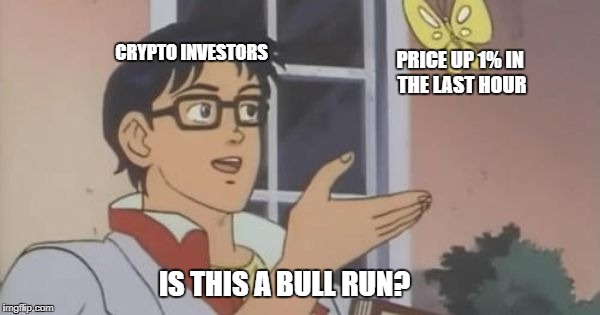 CRYPTO INVESTORS
PRICE UP 1% IN
THE LAST HOUR
IS THIS A BULL RUN?
imgflip.com